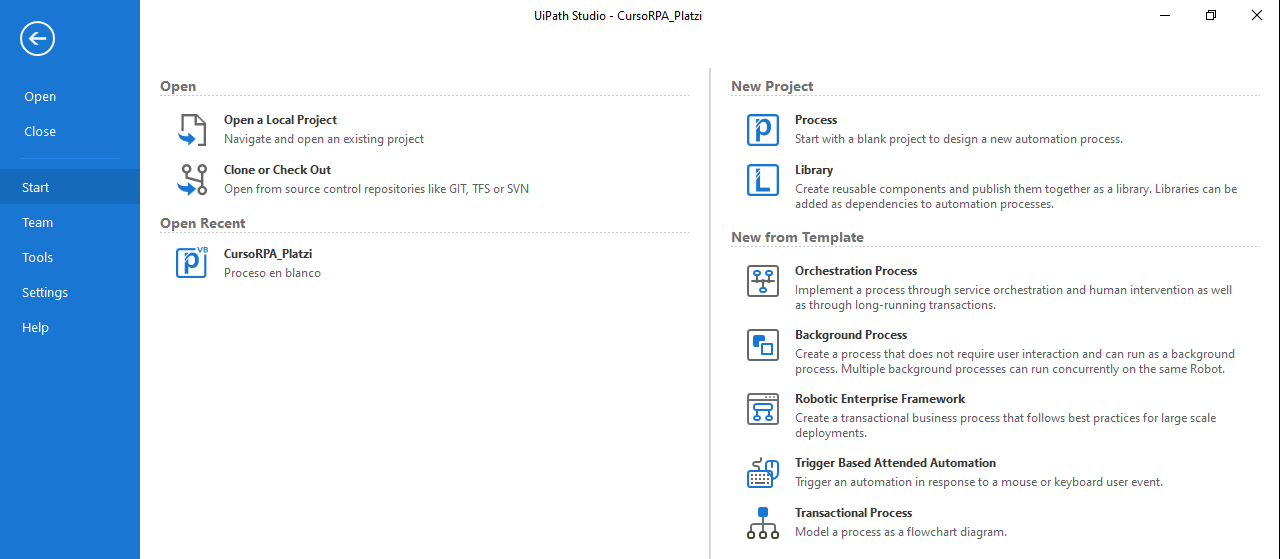 UiPath Studio - CursoRPA_Platzi
Open
Close
Start
Team
Tools
Settings
Help
Open
Open a Local Project
Navigate and open an existing project
Clone or Check Out
Open from source control repositories like GIT, TFS or SVN
Open Recent
VB
CursoRPA_Platzi
Proceso en blanco
New Project
Process
Start with a blank project to design a new automation process.
Library
Create reusable components and publish them together as a library. Libraries can be
added as dependencies to automation processes.
New from Template
Orchestration Process
Implement a process through service orchestration and human intervention as well
as through long-running transactions.
Background Process
Create a process that does not require user interaction and can run as a background
process. Multiple background processes can run concurrently on the same Robot.
Robotic Enterprise Framework
Create a transactional business process that follows best practices for large scale
deployments.
Trigger Based Attended Automation
Trigger an automation in response to a mouse or keyboard user event.
Transactional Process
Model a process as a flowchart diagram.